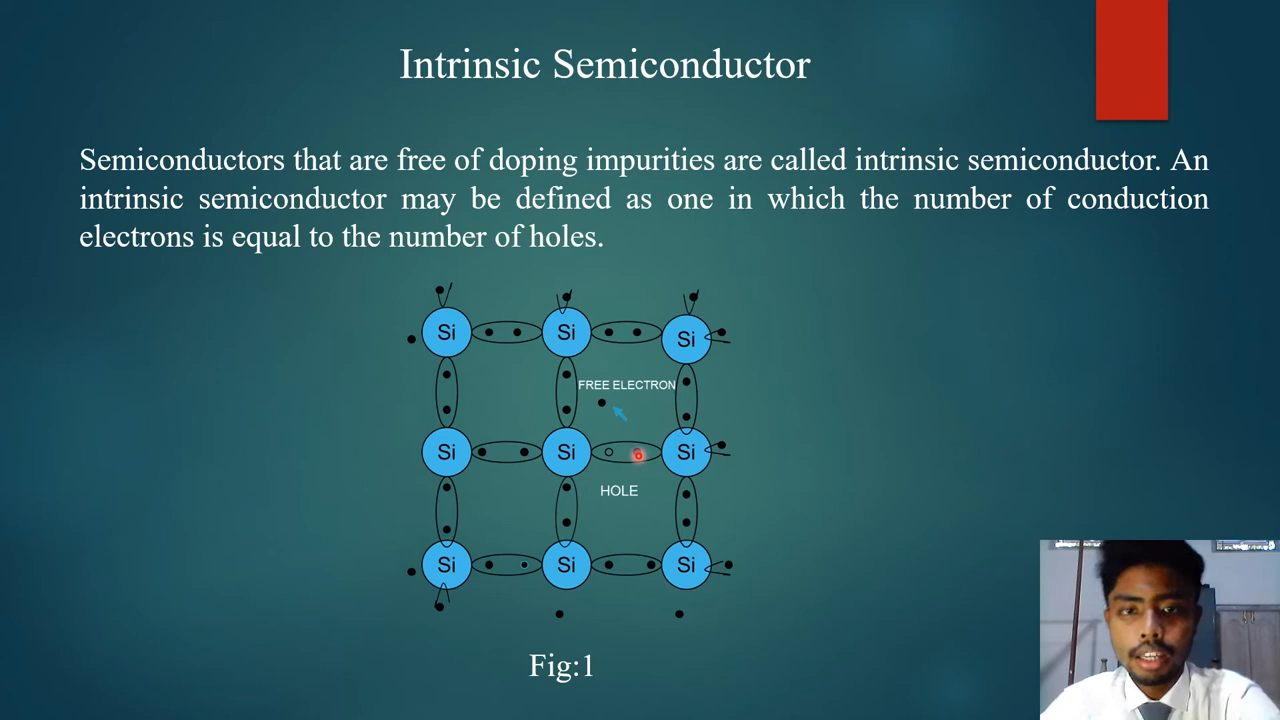 Intrinsic Semiconductor
Semiconductors that are free of doping impurities are called intrinsic semiconductor. An
intrinsic semiconductor may be defined as one in which the number of conduction
electrons is equal to the number of holes.
Si Si Si
FREE ELECTRON
Si Si Si
HOLE
Si Si Si
Fig:1